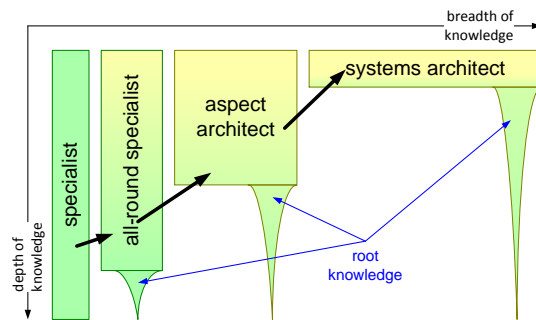 breadth of
knowledge
systems architect
aspect
architect
all-round specialist
specialist
root
knowledge
depth of
knowledge